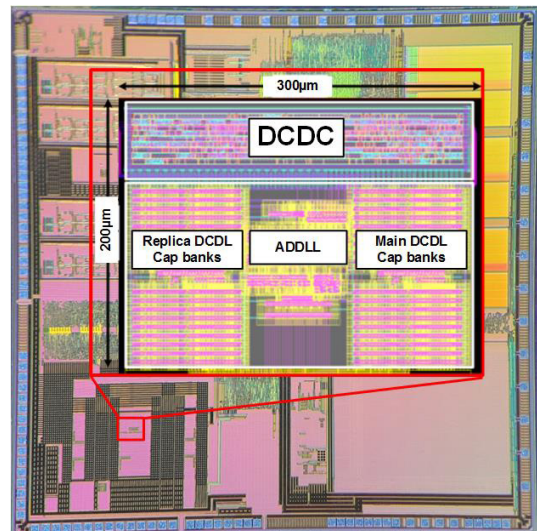 300µm
DCDC
200µm
Replica DCDL
Cap banks
ADDLL
Main DCDL
Cap banks